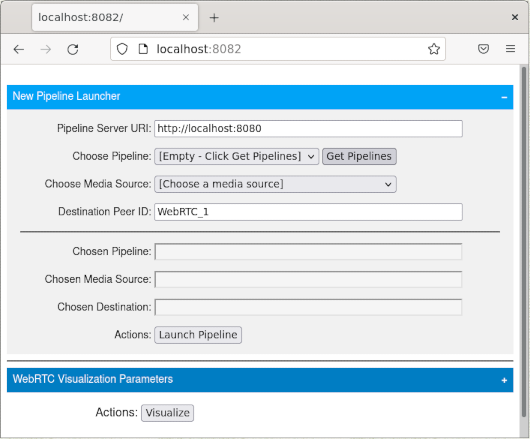 localhost:8082/
localhost:8082
New Pipeline Launcher –
Pipeline Server URI: http://localhost:8080
Choose Pipeline: [Empty - Click Get Pipelines] Get Pipelines
Choose Media Source: [Choose a media source]
Destination Peer ID: WebRTC_1
Chosen Pipeline:
Chosen Media Source:
Chosen Destination:
Actions: Launch Pipeline
WebRTC Visualization Parameters +
Actions: Visualize